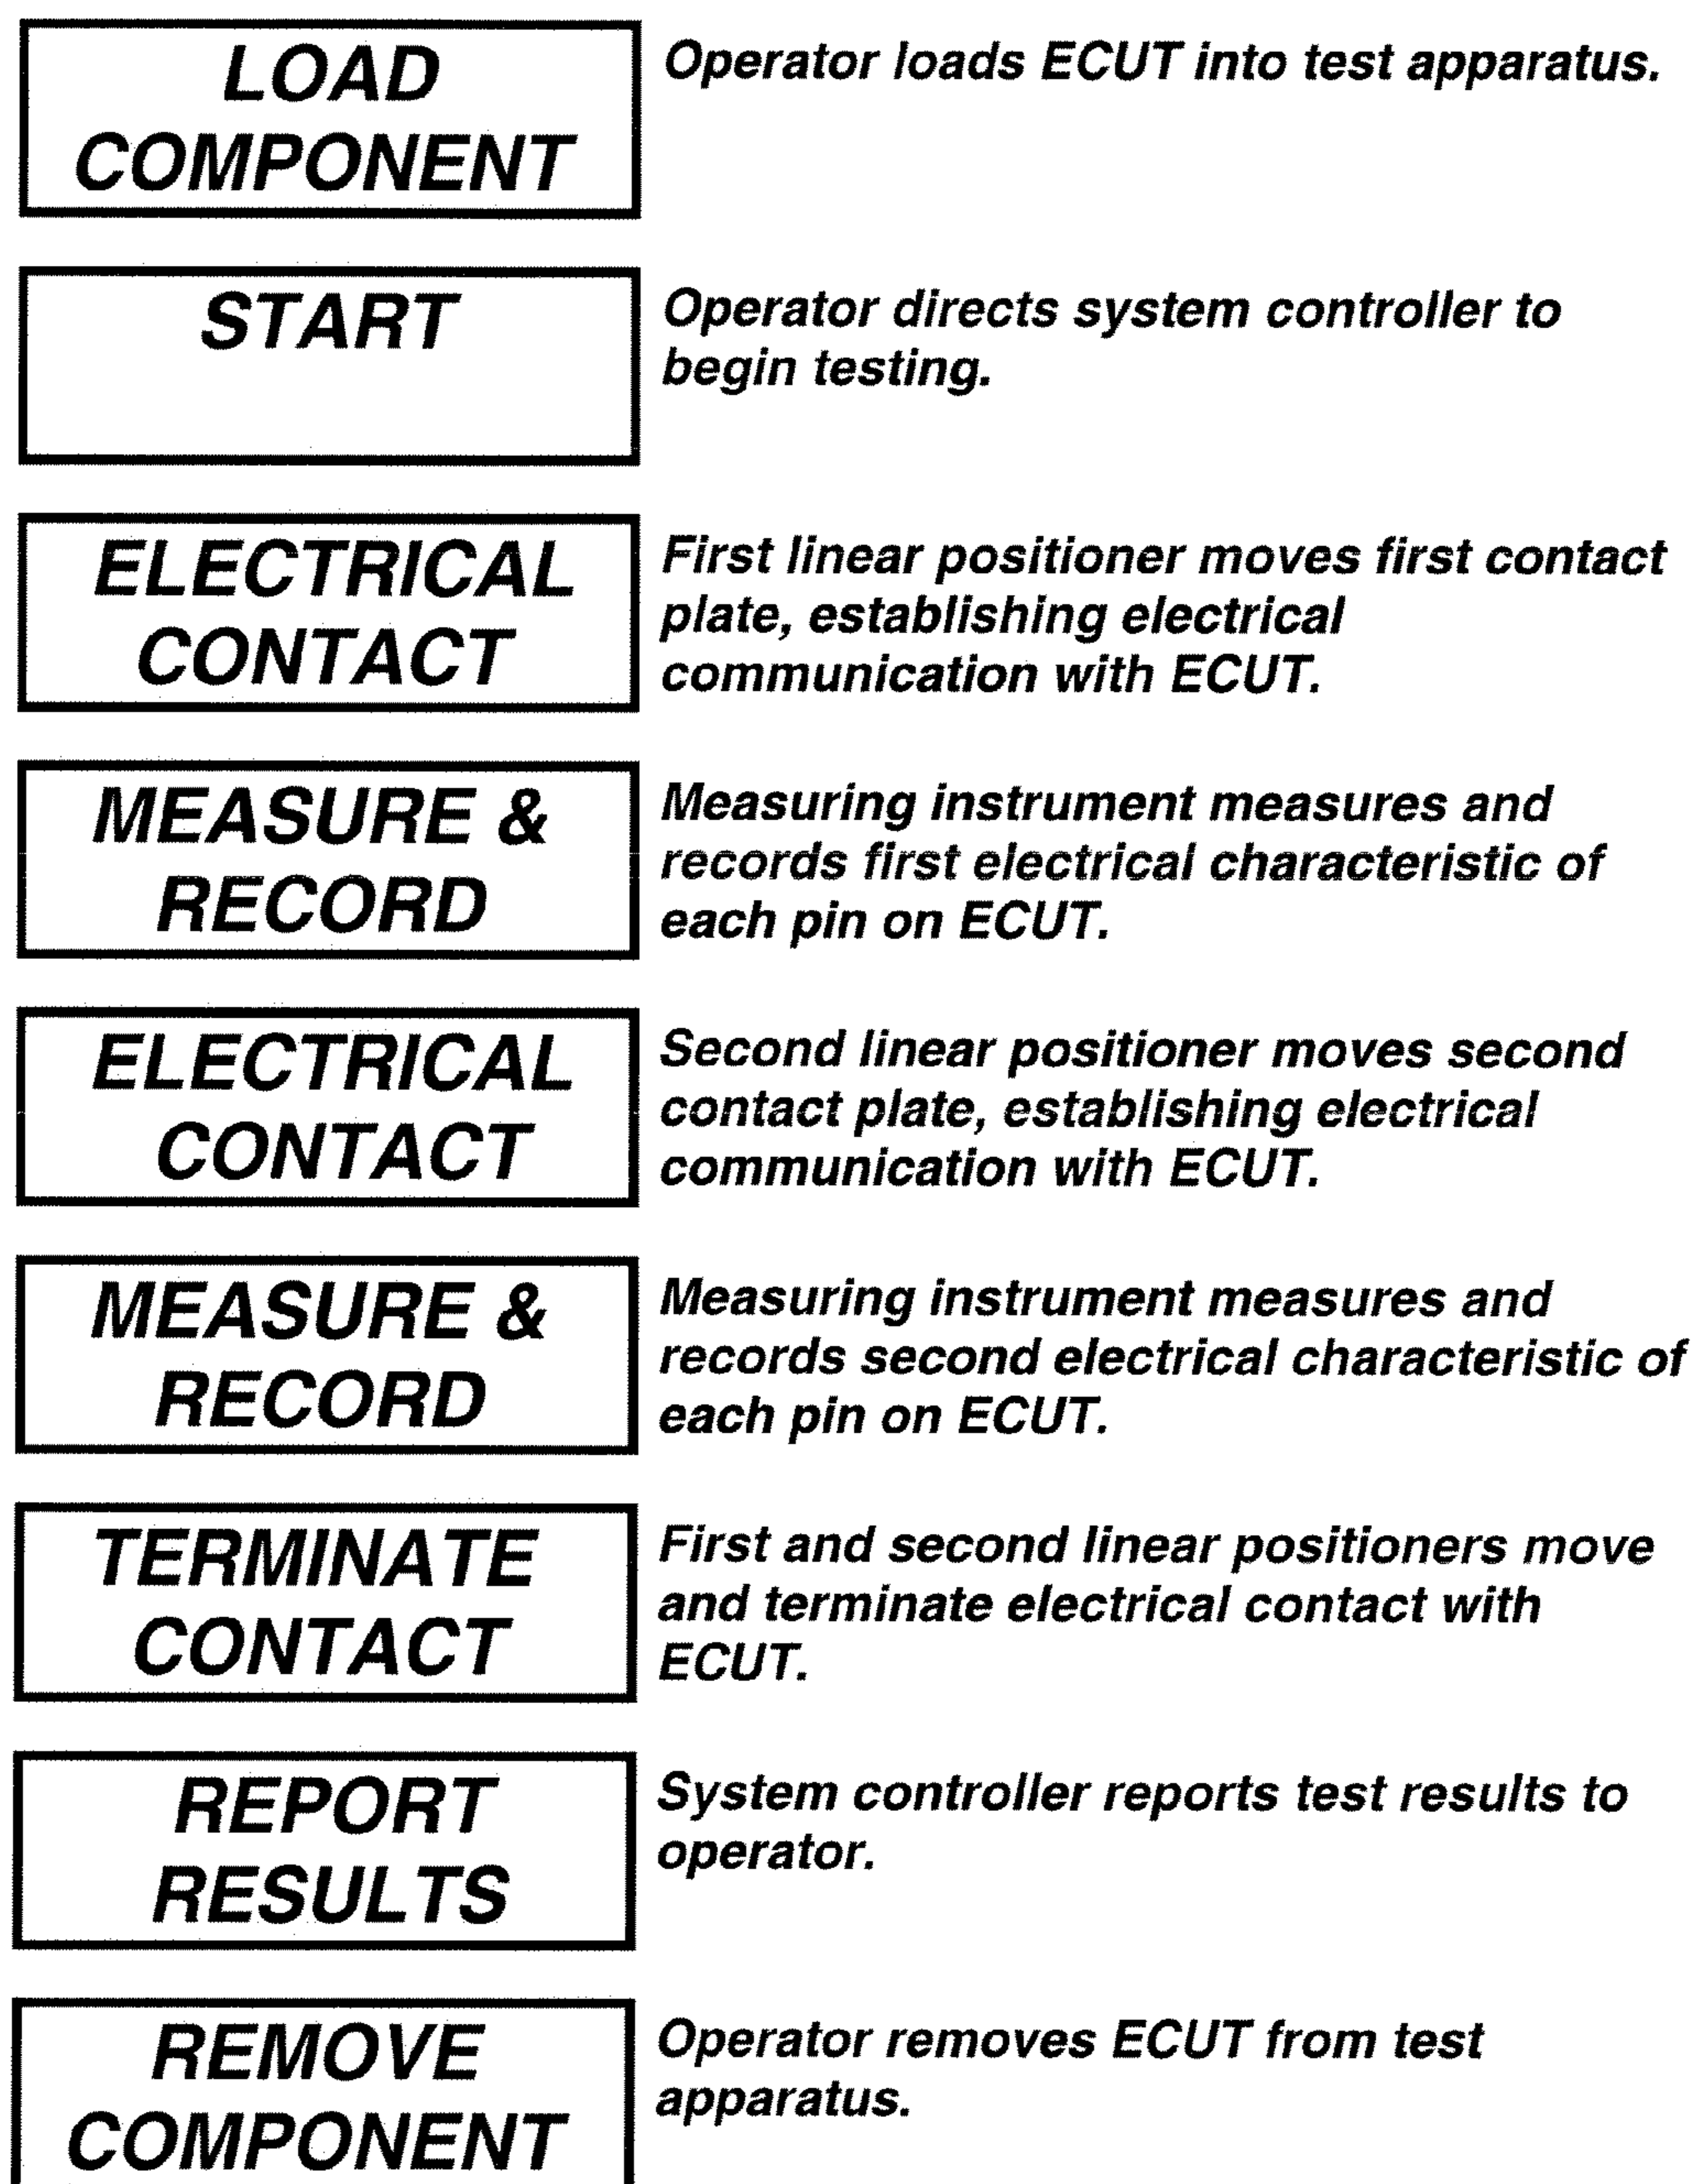 LOAD
COMPONENT
Operator loads ECUT into test apparatus.
START
Operator directs system controller to
begin testing.
ELECTRICAL
CONTACT
First linear positioner moves first contact
plate, establishing electrical
communication with ECUT.
MEASURE &
RECORD
Measuring instrument measures and
records first electrical characteristic of
each pin on ECUT.
ELECTRICAL
CONTACT
Second linear positioner moves second
contact plate, establishing electrical
communication with ECUT.
MEASURE &
RECORD
Measuring instrument measures and
records second electrical characteristic of
each pin on ECUT.
TERMINATE
CONTACT
First and second linear positioners move
and terminate electrical contact with
ECUT.
REPORT
RESULTS
System controller reports test results to
operator.
REMOVE
COMPONENT
Operator removes ECUT from test
apparatus.